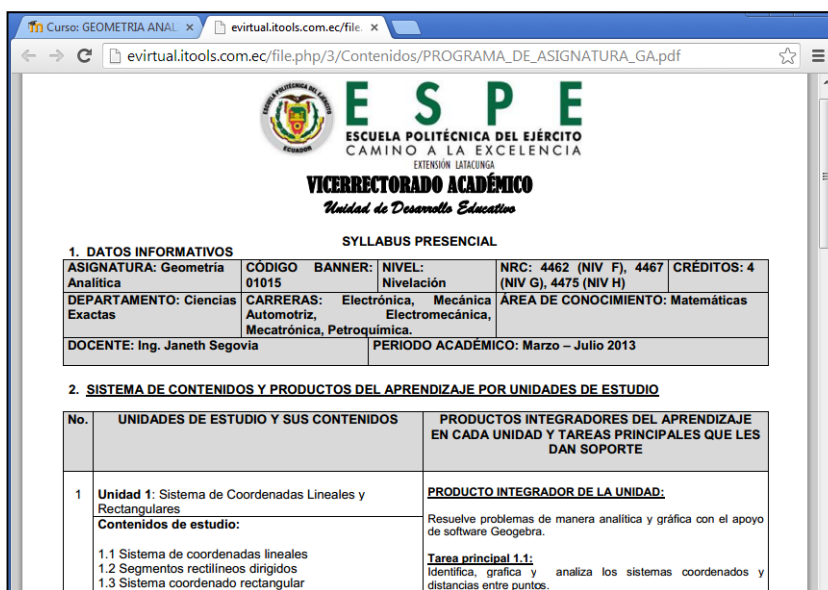 Curso: GEOMETRIA ANAL
evirtual.itools.com.ec/file.
evirtual.itools.com.ec/file.php/3/Contenidos/PROGRAMA_DE_ASIGNATURA_GA.pdf
ESPE
ESCUELA POLITÉCNICA DEL EJÉRCITO
CAMINO A LA EXCELENCIA
EXTENSIÓN LATACUNGA
VICERRECTORADO ACADÉMICO
Unidad de Desarrollo Educativo
SYLLABUS PRESENCIAL
1. DATOS INFORMATIVOS
ASIGNATURA: Geometría Analítica
CÓDIGO BANNER: 01015
NIVEL: Nivelación
NRC: 4462 (NIV F), 4467 (NIV G), 4475 (NIV H)
CRÉDITOS: 4
DEPARTAMENTO: Ciencias Exactas
CARRERAS: Electrónica, Mecánica Automotriz, Electromecánica, Mecatrónica, Petroquímica.
ÁREA DE CONOCIMIENTO: Matemáticas
DOCENTE: Ing. Janeth Segovia
PERIODO ACADÉMICO: Marzo – Julio 2013
2. SISTEMA DE CONTENIDOS Y PRODUCTOS DEL APRENDIZAJE POR UNIDADES DE ESTUDIO
No.
UNIDADES DE ESTUDIO Y SUS CONTENIDOS
PRODUCTOS INTEGRADORES DEL APRENDIZAJE
EN CADA UNIDAD Y TAREAS PRINCIPALES QUE LES
DAN SOPORTE
1
Unidad 1: Sistema de Coordenadas Lineales y
Rectangulares
Contenidos de estudio:
1.1 Sistema de coordenadas lineales
1.2 Segmentos rectilíneos dirigidos
1.3 Sistema coordenado rectangular
PRODUCTO INTEGRADOR DE LA UNIDAD:
Resuelve problemas de manera analítica y gráfica con el apoyo
de software Geogebra.
Tarea principal 1.1:
Identifica, grafica y analiza los sistemas coordenados y
distancias entre puntos.